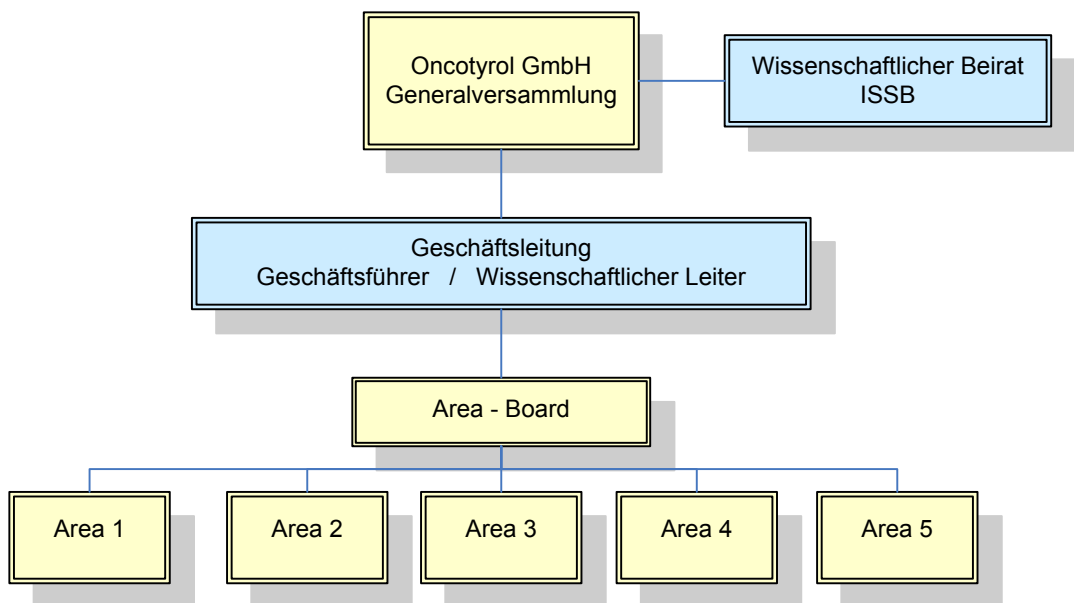 Oncotyrol GmbH
Generalversammlung
Wissenschaftlicher Beirat
ISSB
Geschäftsleitung
Geschäftsführer / Wissenschaftlicher Leiter
Area - Board
Area 1
Area 2
Area 3
Area 4
Area 5